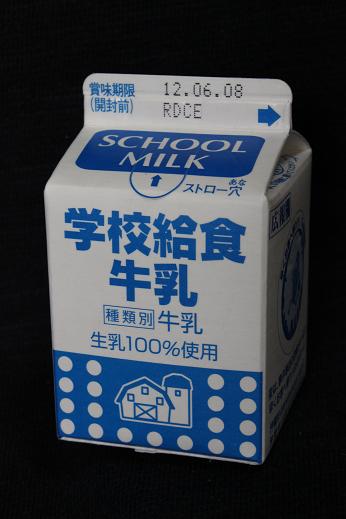 賞味期限
(開封前)
12.06.08
RDCE
SCHOOL
MILK
ストロー穴
あな
学校給食
牛乳
種類別 牛乳
生乳100%使用